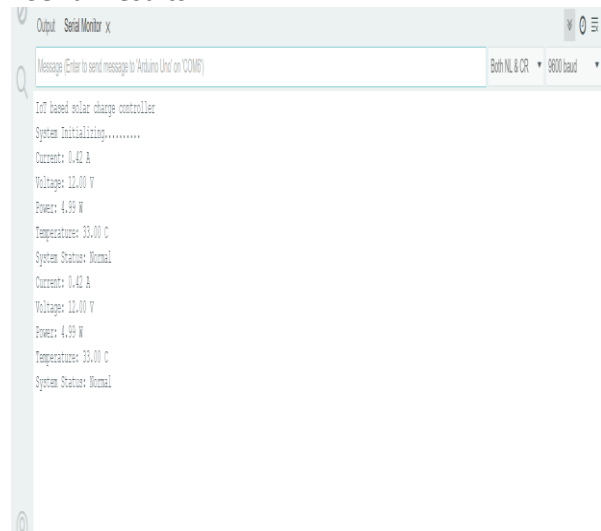 Output Serial Monitor x
Message (Enter to send message to 'Arduino Uno' on 'COM6')
Both NL & CR 9600 baud
IoT based solar charge controller
System Initializing.........
Current: 0.42 A
Voltage: 12.00 V
Power: 4.99 W
Temperature: 33.00 C
System Status: Normal
Current: 0.42 A
Voltage: 12.00 V
Power: 4.99 W
Temperature: 33.00 C
System Status: Normal